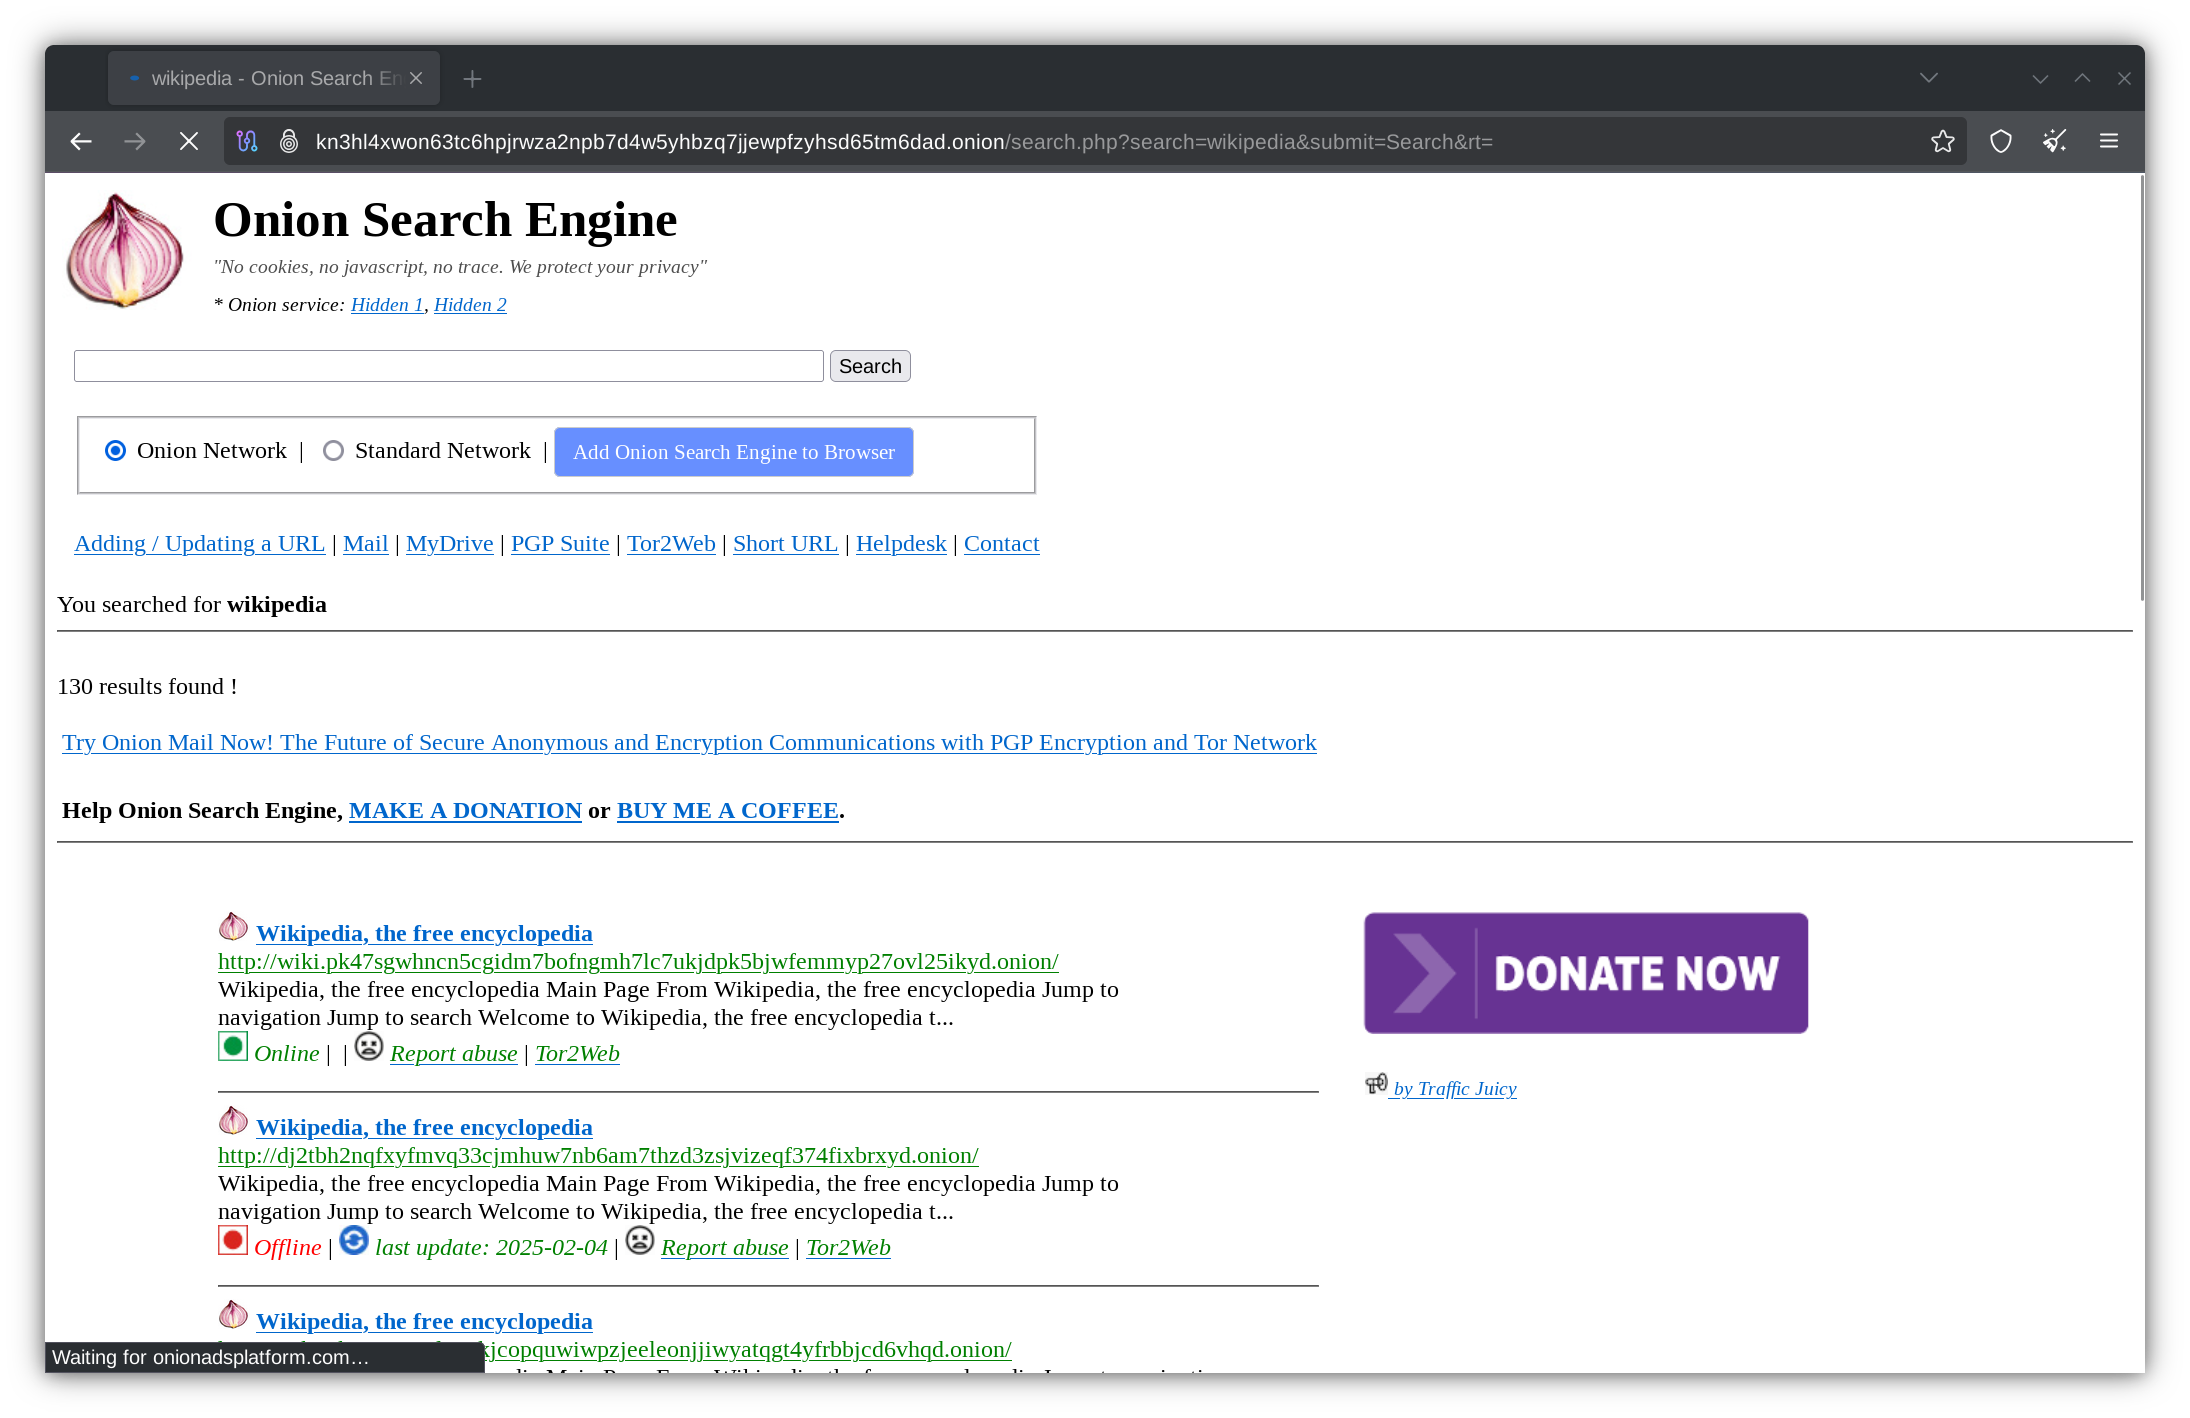 wikipedia - Onion Search En
kn3hl4xwon63tc6hpjrwza2npb7d4w5yhbzq7jjewpfzyhsd65tm6dad.onion/search.php?search=wikipedia&submit=Search&rt=
Onion Search Engine
"No cookies, no javascript, no trace. We protect your privacy"
* Onion service: Hidden 1, Hidden 2
Search
Onion Network | Standard Network | Add Onion Search Engine to Browser
Adding / Updating a URL | Mail | MyDrive | PGP Suite | Tor2Web | Short URL | Helpdesk | Contact
You searched for wikipedia
130 results found !
Try Onion Mail Now! The Future of Secure Anonymous and Encryption Communications with PGP Encryption and Tor Network
Help Onion Search Engine, MAKE A DONATION or BUY ME A COFFEE.
Wikipedia, the free encyclopedia
http://wiki.pk47sgwhncn5cgidm7bofngmh7lc7ukjdpk5bjwfemmyp27ovl25ikyd.onion/
Wikipedia, the free encyclopedia Main Page From Wikipedia, the free encyclopedia Jump to
navigation Jump to search Welcome to Wikipedia, the free encyclopedia t...
Online | | Report abuse | Tor2Web
DONATE NOW
by Traffic Juicy
Wikipedia, the free encyclopedia
http://dj2tbh2nqfxyfmvq33cjmhuw7nb6am7thzd3zsjvizeqf374fixbrxyd.onion/
Wikipedia, the free encyclopedia Main Page From Wikipedia, the free encyclopedia Jump to
navigation Jump to search Welcome to Wikipedia, the free encyclopedia t...
Offline | last update: 2025-02-04 | Report abuse | Tor2Web
Wikipedia, the free encyclopedia
kjcopquwiwpzjeeleonjjiwyatqgt4yfrbbjcd6vhqd.onion/
Waiting for onionadsplatform.com…